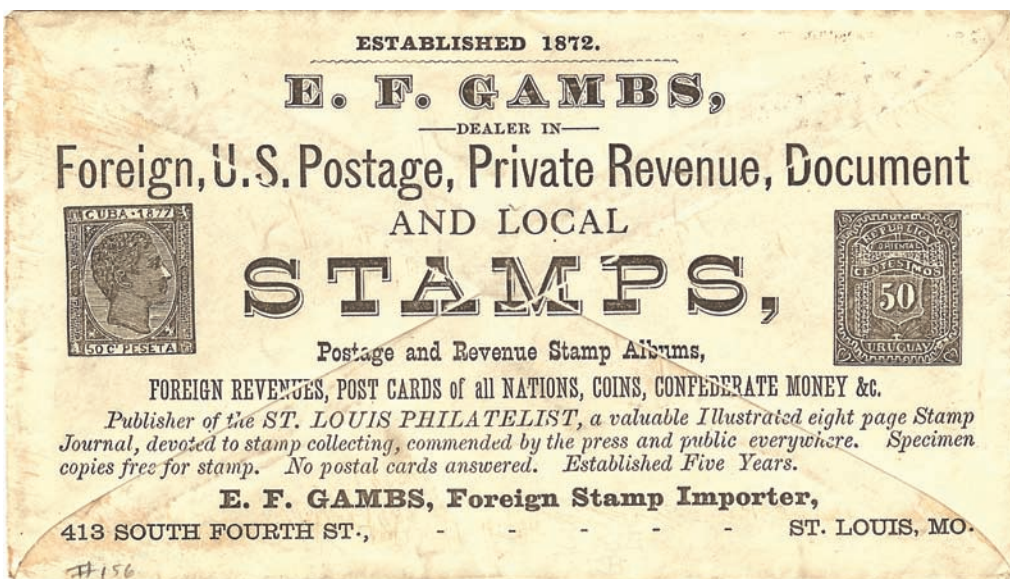 ESTABLISHED 1872.
E. F. GAMBS,
DEALER IN
Foreign, U.S. Postage, Private Revenue, Document
AND LOCAL
STAMPS,
CUBA · 1877
50 Cs PESETA
REPUBLICA
ORIENTAL
CENTESIMOS
50
URUGUAY
Postage and Revenue Stamp Albums,
FOREIGN REVENUES, POST CARDS of all NATIONS, COINS, CONFEDERATE MONEY &c.
Publisher of the ST. LOUIS PHILATELIST, a valuable Illustrated eight page Stamp
Journal, devoted to stamp collecting, commended by the press and public everywhere. Specimen
copies free for stamp. No postal cards answered. Established Five Years.
E. F. GAMBS, Foreign Stamp Importer,
413 SOUTH FOURTH ST., - - - - - ST. LOUIS, MO.
#156